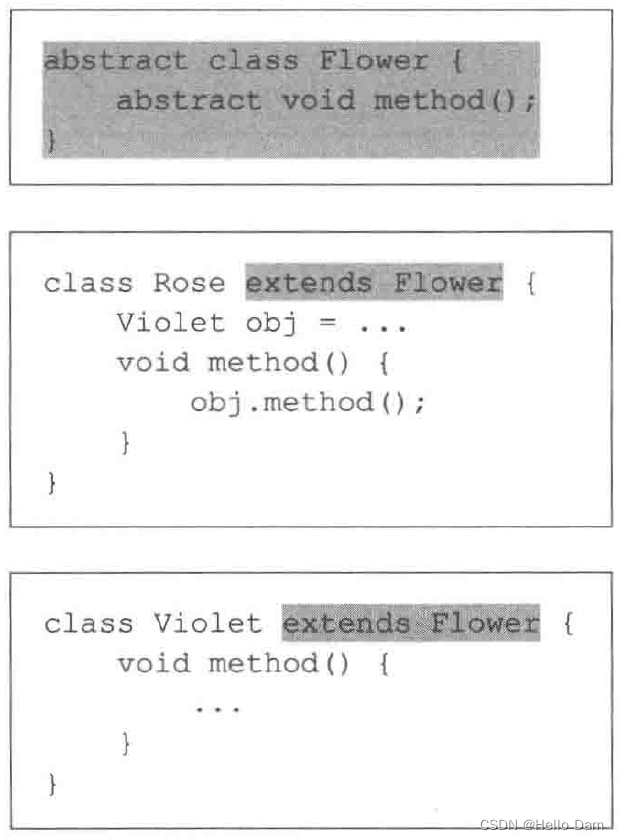 abstract class Flower {
    abstract void method();
}
class Rose extends Flower {
    Violet obj = ...
    void method() {
        obj.method();
    }
}
class Violet extends Flower {
    void method() {
        ...
    }
}
CSDN @Hello Dam